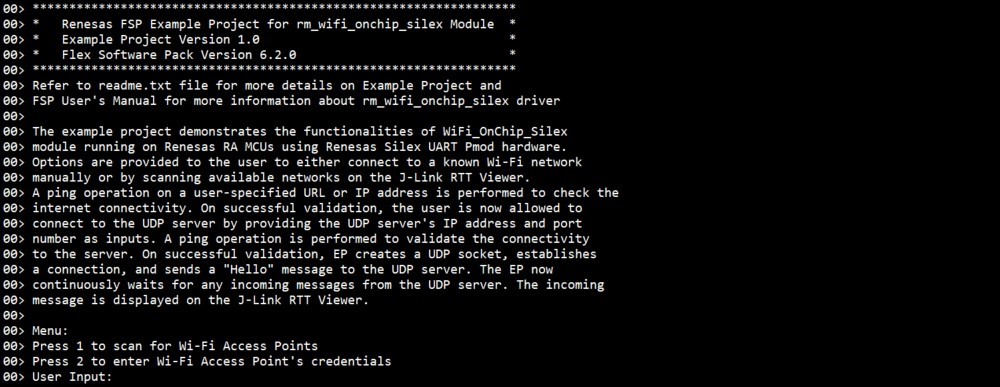 00> ***************************************************************
00> *   Renesas FSP Example Project for rm_wifi_onchip_silex Module  *
00> *   Example Project Version 1.0                                 *
00> *   Flex Software Pack Version 6.2.0                             *
00> ***************************************************************
00> Refer to readme.txt file for more details on Example Project and
00> FSP User's Manual for more information about rm_wifi_onchip_silex driver
00>
00> The example project demonstrates the functionalities of WiFi_OnChip_Silex
00> module running on Renesas RA MCUs using Renesas Silex UART Pmod hardware.
00> Options are provided to the user to either connect to a known Wi-Fi network
00> manually or by scanning available networks on the J-Link RTT Viewer.
00> A ping operation on a user-specified URL or IP address is performed to check the
00> internet connectivity. On successful validation, the user is now allowed to
00> connect to the UDP server by providing the UDP server's IP address and port
00> number as inputs. A ping operation is performed to validate the connectivity
00> to the server. On successful validation, EP creates a UDP socket, establishes
00> a connection, and sends a "Hello" message to the UDP server. The EP now
00> continuously waits for any incoming messages from the UDP server. The incoming
00> message is displayed on the J-Link RTT Viewer.
00>
00> Menu:
00> Press 1 to scan for Wi-Fi Access Points
00> Press 2 to enter Wi-Fi Access Point's credentials
00> User Input: